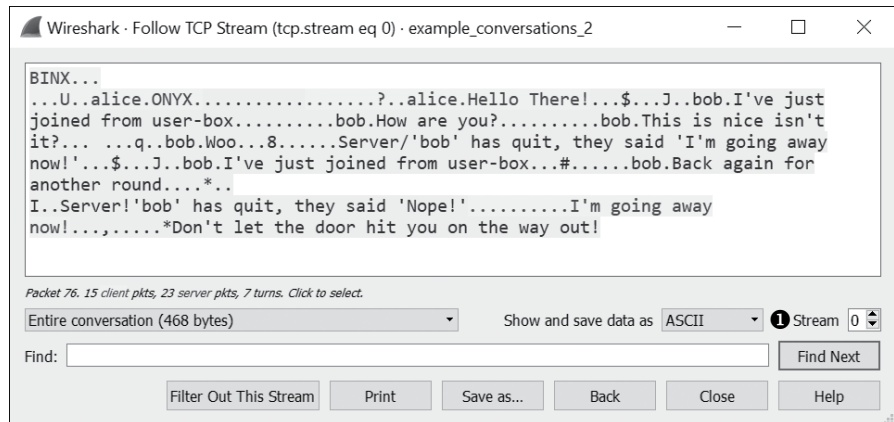 Wireshark · Follow TCP Stream (tcp.stream eq 0) · example_conversations_2
BINX...
...U..alice.ONYX..................?..alice.Hello There!...$...J..bob.I've just
joined from user-box..........bob.How are you?..........bob.This is nice isn't
it?... ...q..bob.Woo...8......Server/'bob' has quit, they said 'I'm going away
now!'...$...J..bob.I've just joined from user-box...#......bob.Back again for
another round....*..
I..Server!'bob' has quit, they said 'Nope!'..........I'm going away
now!...,.....*Don't let the door hit you on the way out!
Packet 76. 15 client pkts, 23 server pkts, 7 turns. Click to select.
Entire conversation (468 bytes) Show and save data as ASCII 1 Stream 0
Find: Find Next
Filter Out This Stream Print Save as... Back Close Help